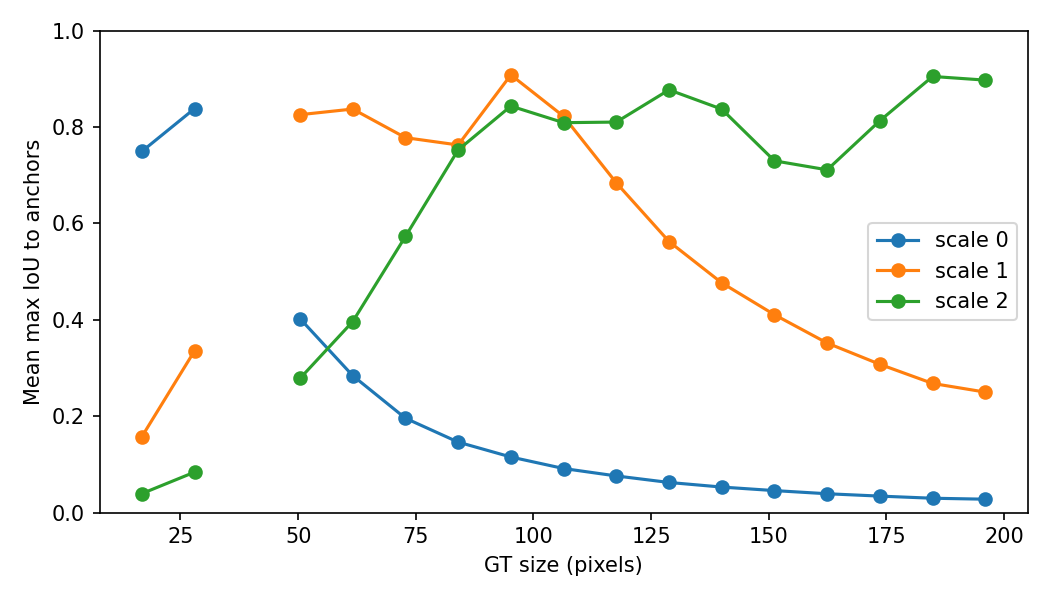 1.0
0.8
0.6
0.4
0.2
0.0
Mean max IoU to anchors
scale 0
scale 1
scale 2
25 50 75 100 125 150 175 200
GT size (pixels)